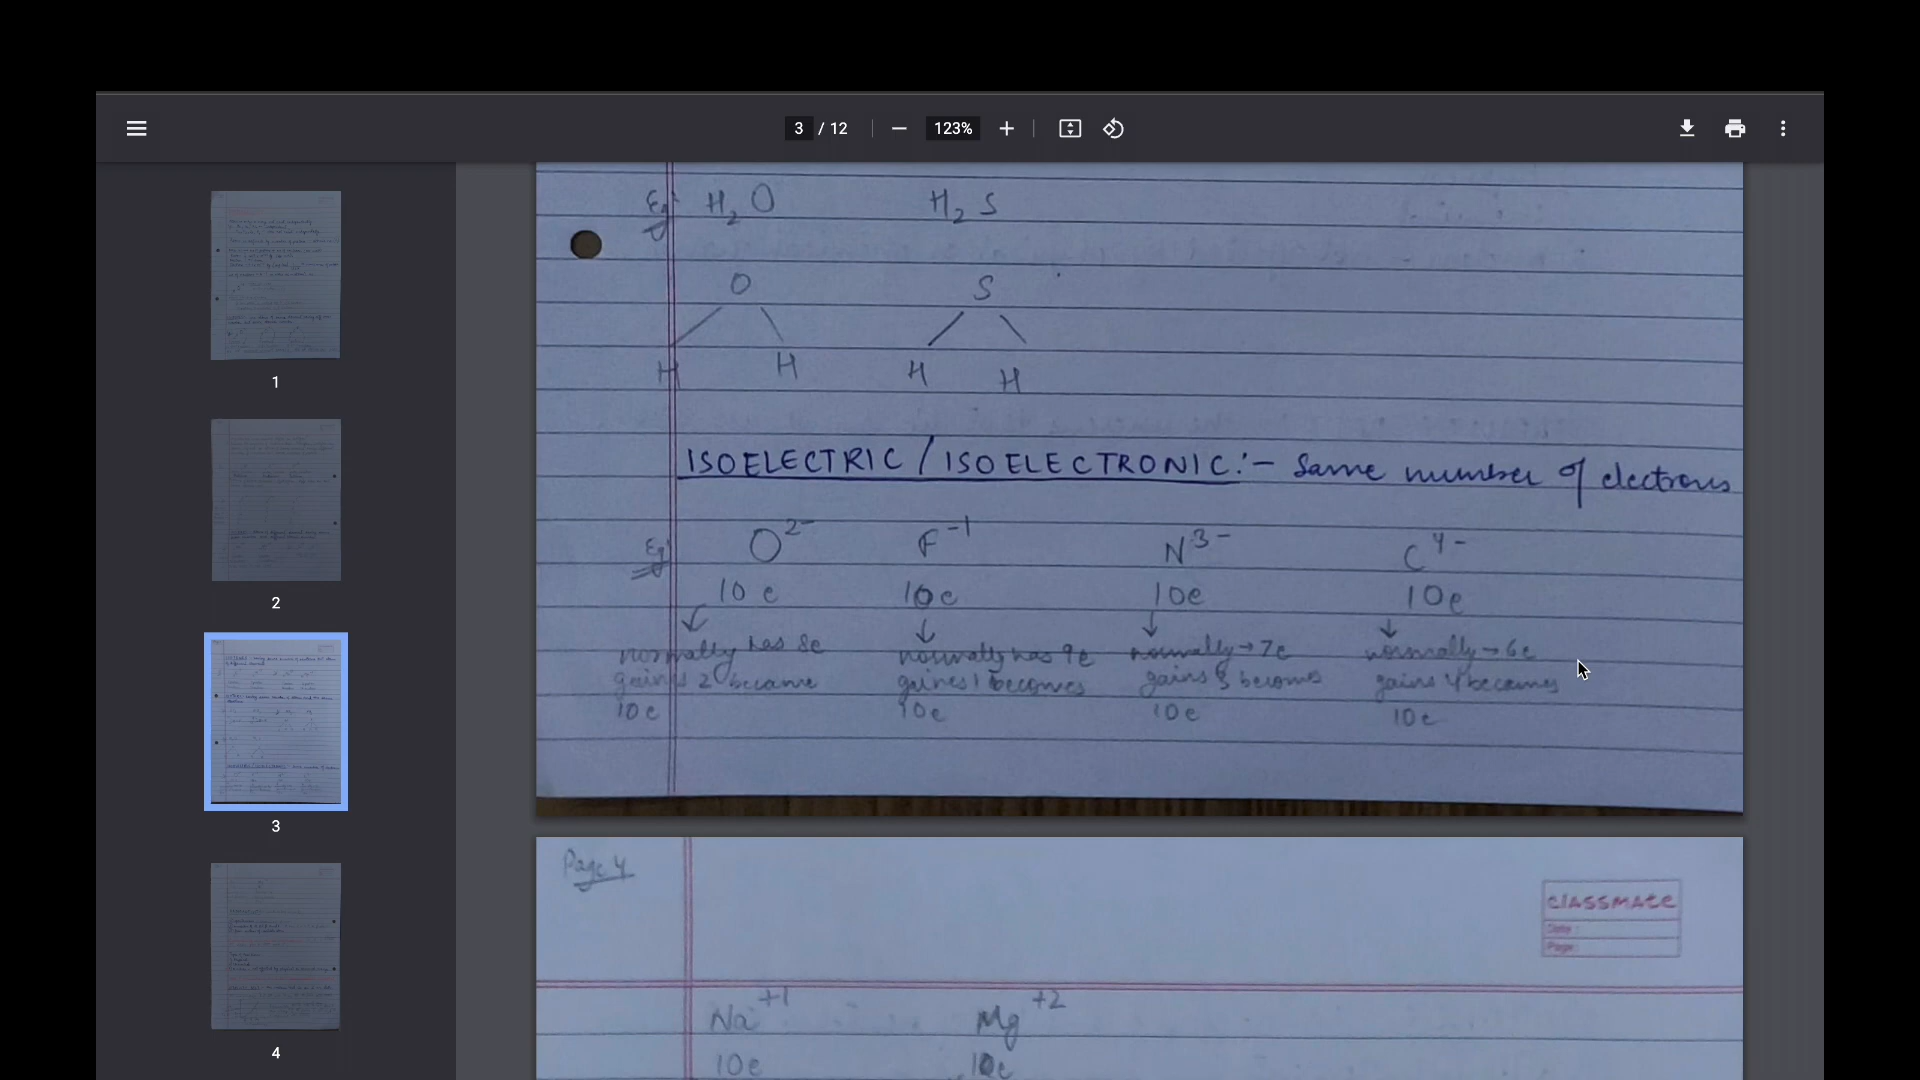 3 / 12 123%
1
2
3
4
Eg H₂O H₂S
O S
H H H H
ISOELECTRIC / ISOELECTRONIC :- Same number of electrons
Eg O²⁻ F⁻¹ N³⁻ C⁴⁻
10 e 10e 10e 10e
normally has 8e normally has 9e normally → 7e normally → 6e
gains 2 became gaines 1 becomes gains 3 becomes gains 4 becomes
10e 10e 10e 10e
Page 4
CLASSMATE
Date :
Page :
Na⁺¹ Mg⁺²
10e 10e